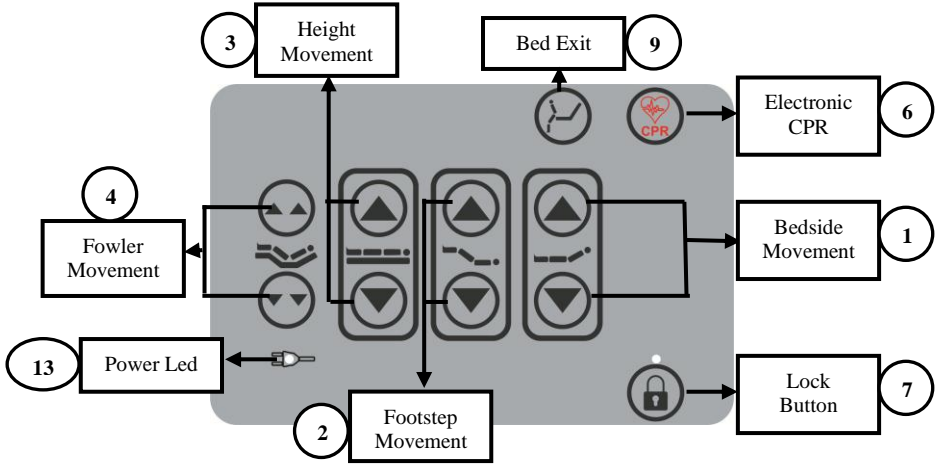 3
Height
Movement
Bed Exit
9
CPR
Electronic
CPR
6
4
Fowler
Movement
Bedside
Movement
1
13
Power Led
2
Footstep
Movement
Lock
Button
7